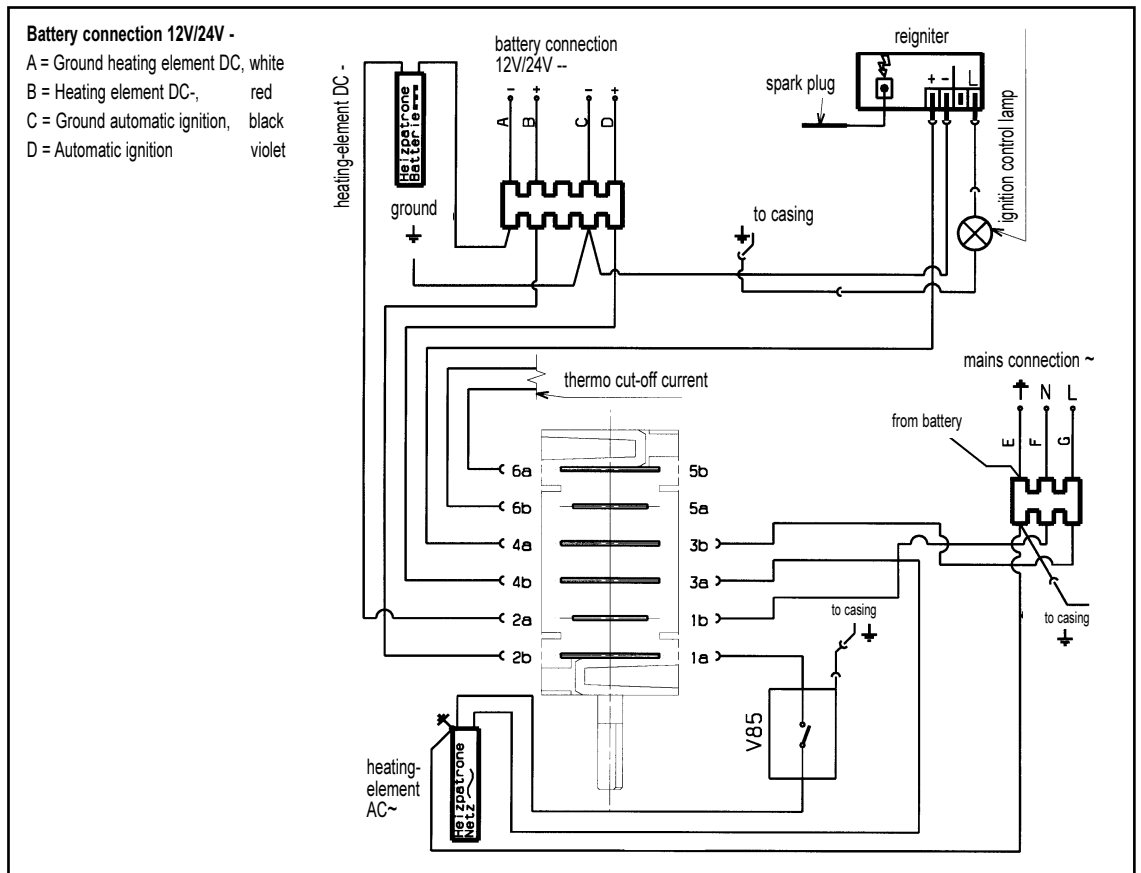 Battery connection 12V/24V -
A = Ground heating element DC, white
B = Heating element DC-, red
C = Ground automatic ignition, black
D = Automatic ignition violet
heating-element DC -
Heizpatrone
Batterie
ground
battery connection
12V/24V --
- + - +
A B C D
reigniter
spark plug
+ - L
ignition control lamp
to casing
thermo cut-off current
mains connection ~
N L
from battery
E F G
6a 5b
6b 5a
4a 3b
4b 3a
2a 1b
2b 1a
to casing
to casing
V85
heating-
element
AC~
Heizpatrone
Netz ~